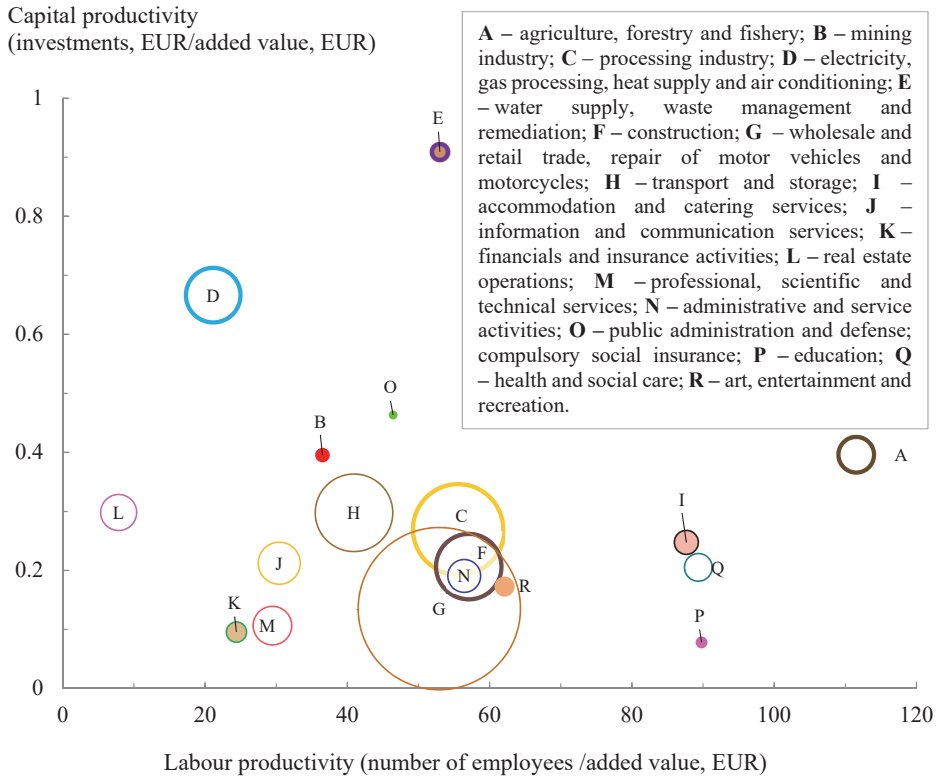 Capital productivity
(investments, EUR/added value, EUR)
A – agriculture, forestry and fishery; B – mining
industry; C – processing industry; D – electricity,
gas processing, heat supply and air conditioning; E
– water supply, waste management and
remediation; F – construction; G – wholesale and
retail trade, repair of motor vehicles and
motorcycles; H – transport and storage; I –
accommodation and catering services; J –
information and communication services; K –
financials and insurance activities; L – real estate
operations; M – professional, scientific and
technical services; N – administrative and service
activities; O – public administration and defense;
compulsory social insurance; P – education; Q
– health and social care; R – art, entertainment and
recreation.
1
E
0.8
D
0.6
O
B
0.4
A
L
H
C
I
J
F
0.2
N
R
Q
K
M
G
P
0
0
20
40
60
80
100
120
Labour productivity (number of employees /added value, EUR)